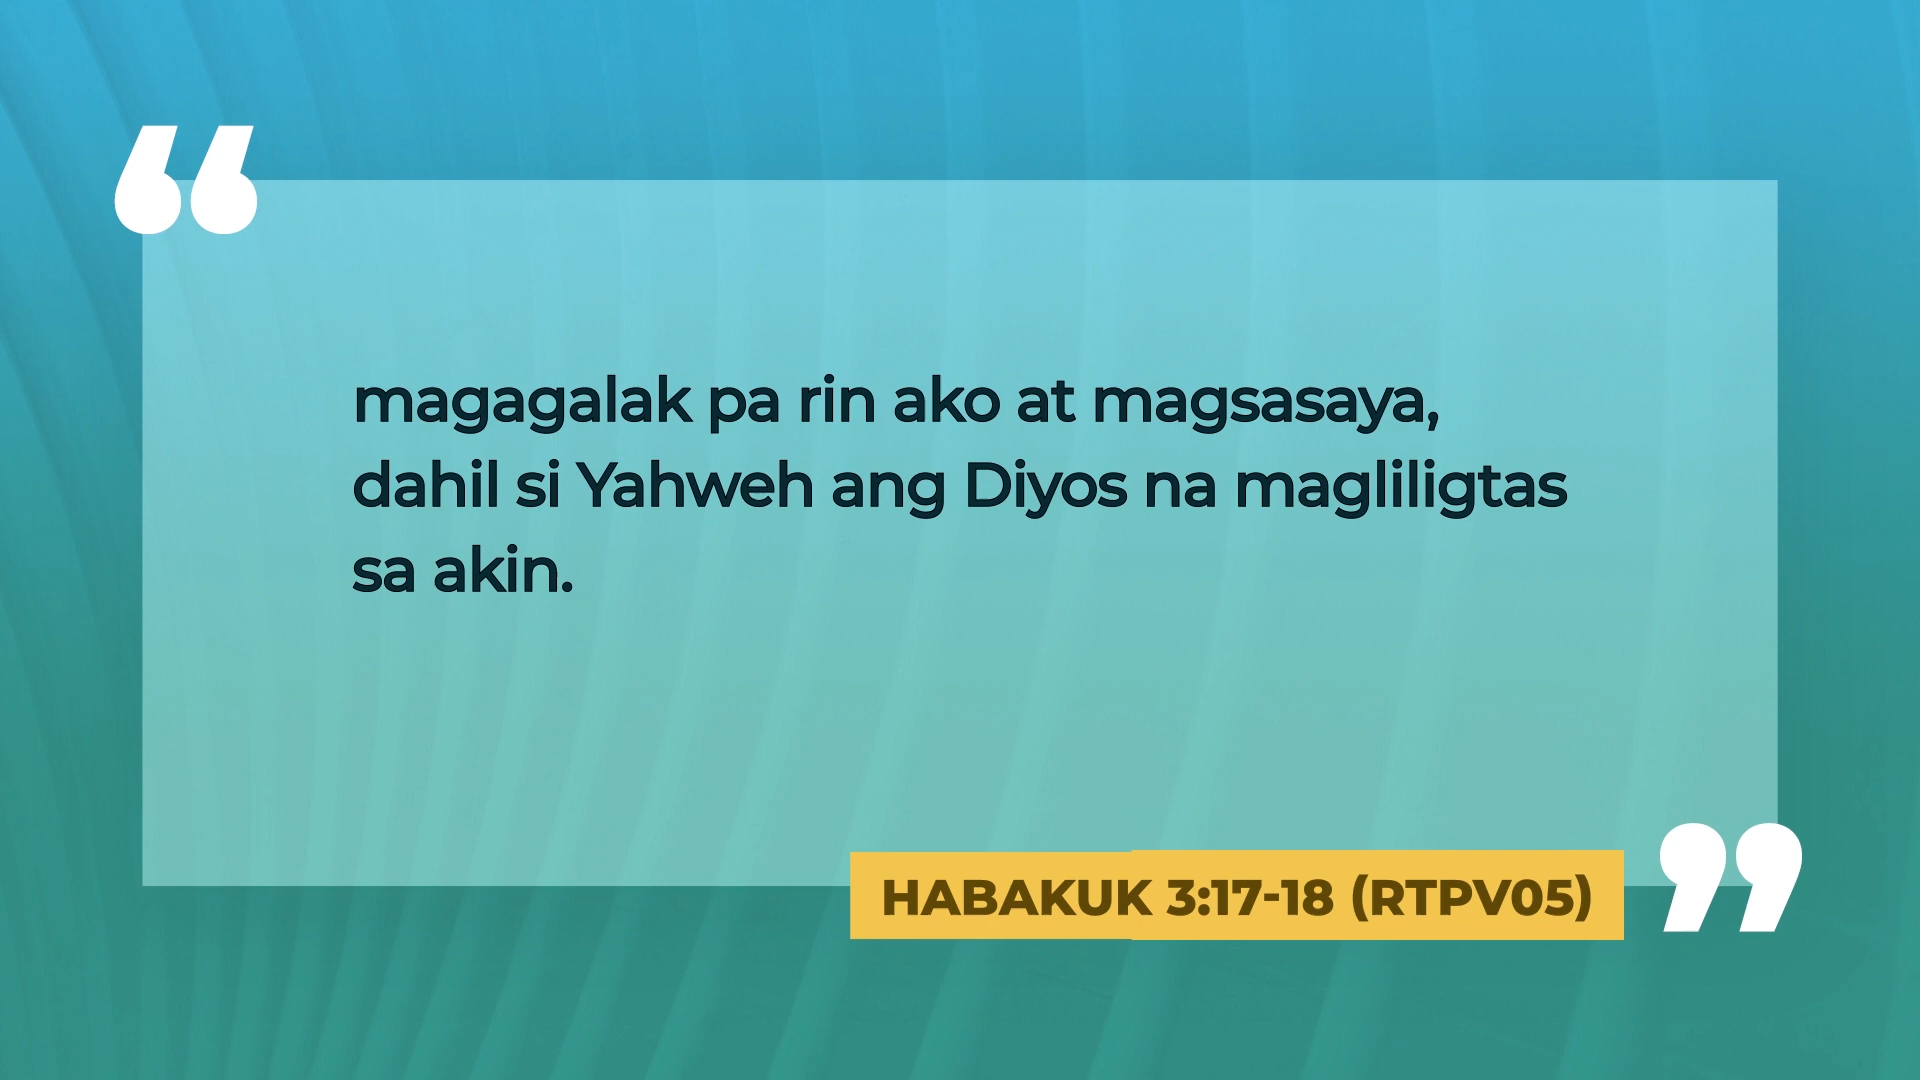 “
magagalak pa rin ako at magsasaya,
dahil si Yahweh ang Diyos na magliligtas
sa akin.
HABAKUK 3:17-18 (RTPV05)
”